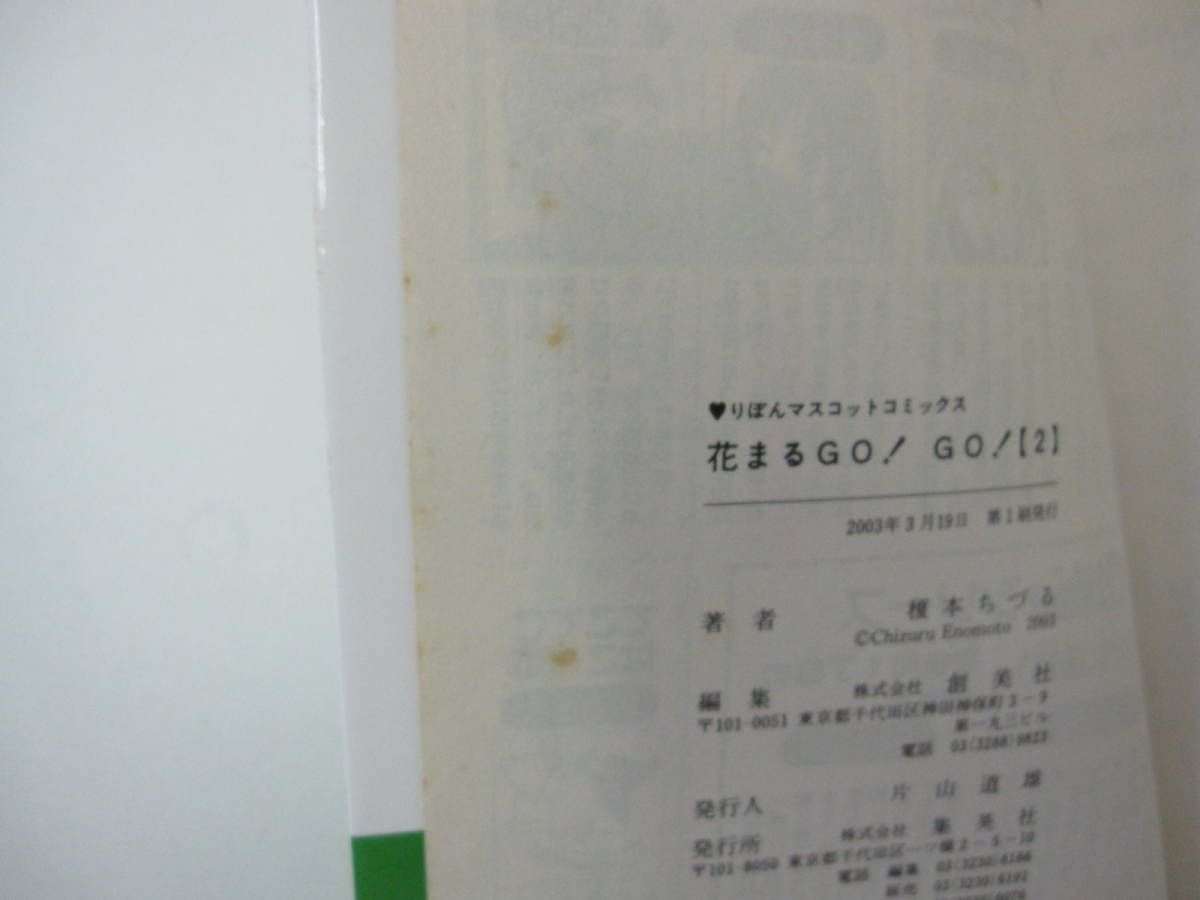 ♥りぼんマスコットコミックス
花まるGO! GO!【2】
2003年3月19日 第1刷発行
著者 榎本ちづる
©Chizuru Enomoto 2003
編集 株式会社 創美社
〒101-0051 東京都千代田区神田神保町3-9
第一丸三ビル
電話 03(3288)9823
発行人 片山道雄
発行所 株式会社 集英社
〒101-8050 東京都千代田区一ツ橋2-5-10
電話 編集 03(3230)6166
販売 03(3230)6191